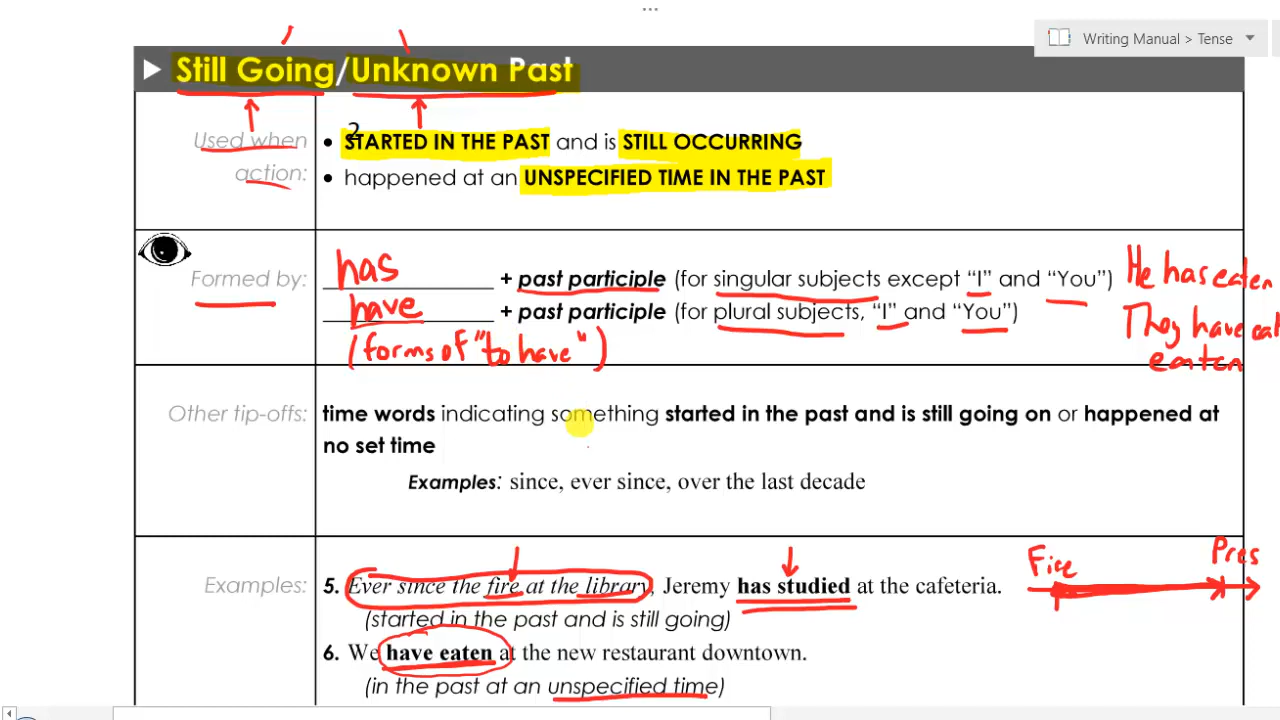 ...
Writing Manual > Tense
Still Going/Unknown Past
Used when action:
2
• STARTED IN THE PAST and is STILL OCCURRING
• happened at an UNSPECIFIED TIME IN THE PAST
Formed by:
has + past participle (for singular subjects except “I” and “You”)
have + past participle (for plural subjects, “I” and “You”)
(forms of "to have")
He has eaten
They have eat
eaten
Other tip-offs:
time words indicating something started in the past and is still going on or happened at
no set time
Examples: since, ever since, over the last decade
Examples:
5. Ever since the fire at the library, Jeremy has studied at the cafeteria.
(started in the past and is still going)
Fire
Pres
6. We have eaten at the new restaurant downtown.
(in the past at an unspecified time)